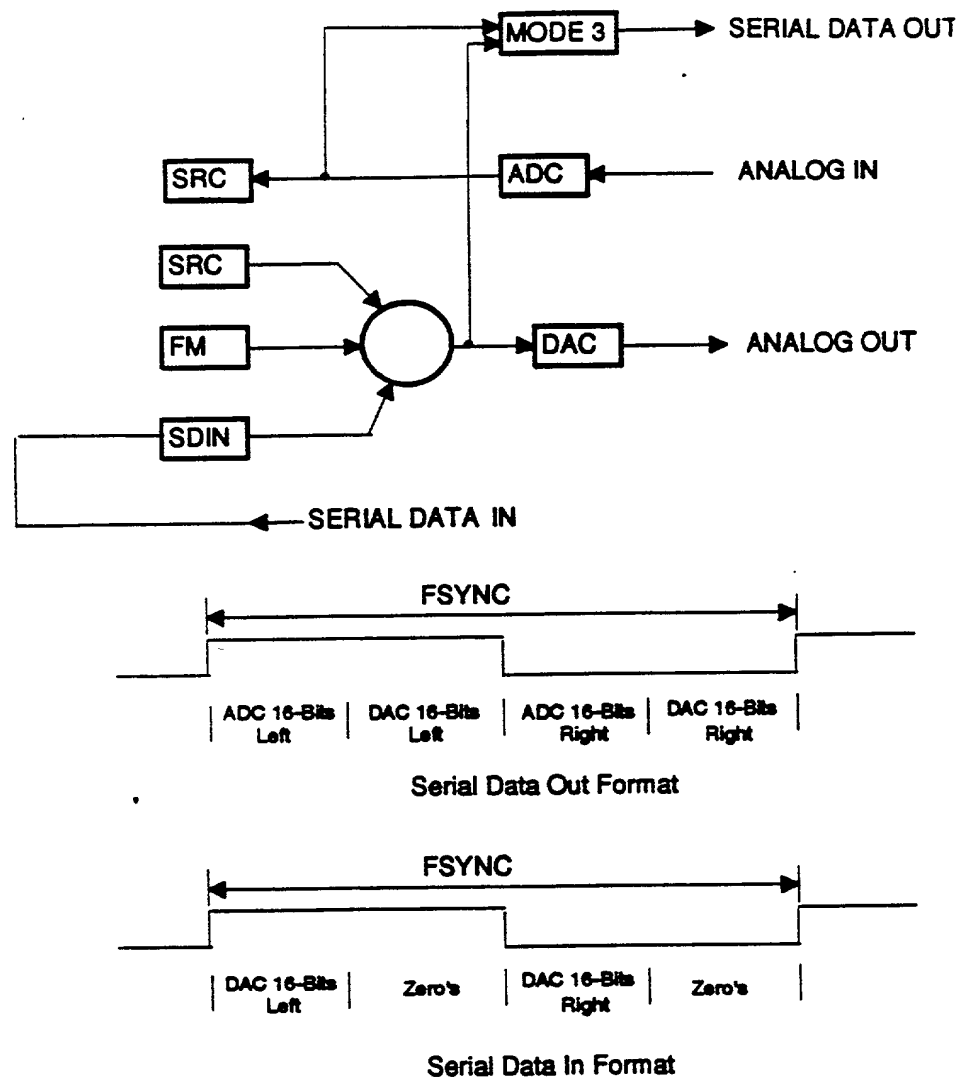 MODE 3
SERIAL DATA OUT
SRC
ADC
ANALOG IN
SRC
FM
DAC
ANALOG OUT
SDIN
SERIAL DATA IN
FSYNC
ADC 16-Bits
Left
DAC 16-Bits
Left
ADC 16-Bits
Right
DAC 16-Bits
Right
Serial Data Out Format
FSYNC
DAC 16-Bits
Left
Zero's
DAC 16-Bits
Right
Zero's
Serial Data In Format